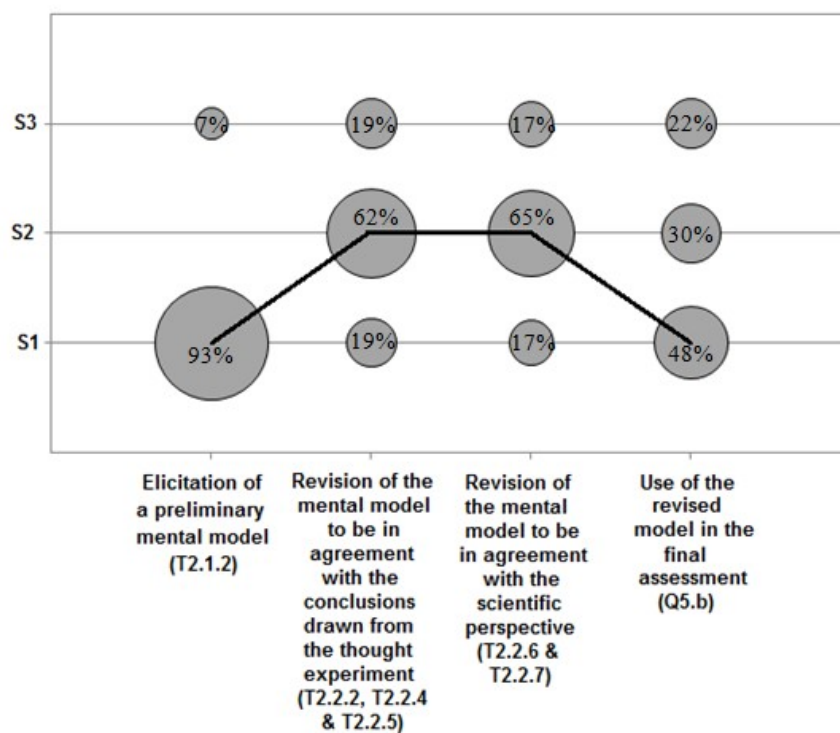 S3
7%
19%
17%
22%
S2
62%
65%
30%
S1
93%
19%
17%
48%
Elicitation of
a preliminary
mental model
(T2.1.2)
Revision of the
mental model
to be in
agreement
with the
conclusions
drawn from
the thought
experiment
(T2.2.2, T2.2.4
& T2.2.5)
Revision of
the mental
model to be
in agreement
with the
scientific
perspective
(T2.2.6 &
T2.2.7)
Use of the
revised
model in the
final
assessment
(Q5.b)